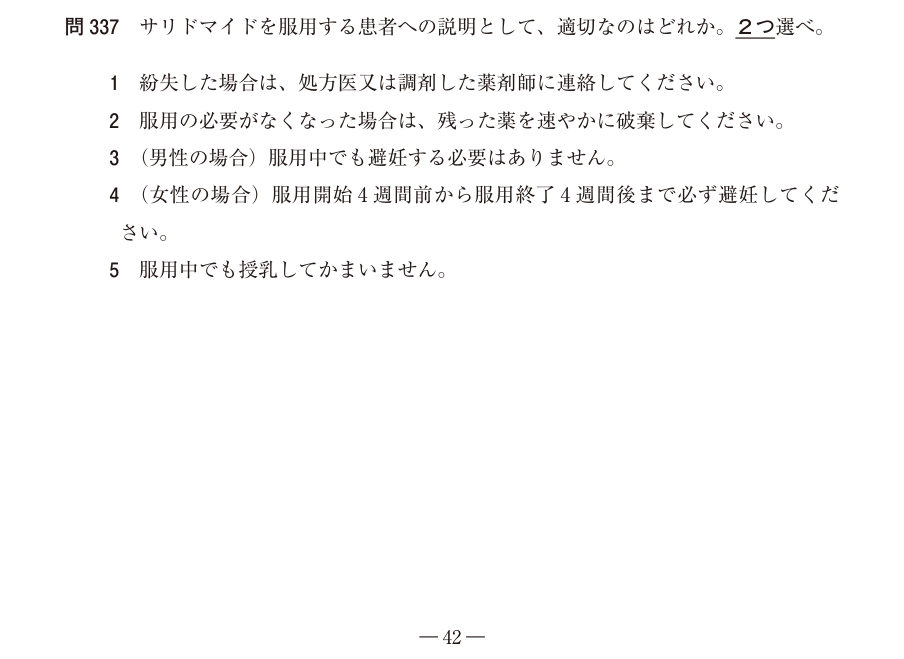 問 337　サリドマイドを服用する患者への説明として、適切なのはどれか。２つ選べ。
1　紛失した場合は、処方医又は調剤した薬剤師に連絡してください。
2　服用の必要がなくなった場合は、残った薬を速やかに破棄してください。
3　（男性の場合）服用中でも避妊する必要はありません。
4　（女性の場合）服用開始４週間前から服用終了４週間後まで必ず避妊してくだ
さい。
5　服用中でも授乳してかまいません。
— 42 —